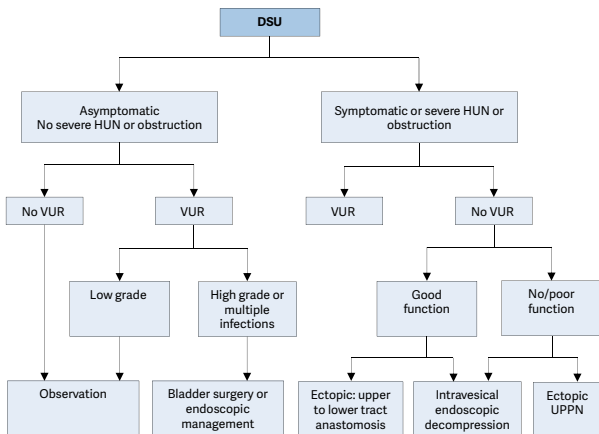 DSU
Asymptomatic
No severe HUN or obstruction
Symptomatic or severe HUN or
obstruction
No VUR
VUR
VUR
No VUR
Low grade
High grade or
multiple
infections
Good
function
No/poor
function
Observation
Bladder surgery or
endoscopic
management
Ectopic: upper
to lower tract
anastomosis
Intravesical
endoscopic
decompression
Ectopic
UPPN